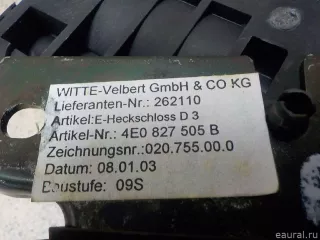 WITTE-Velbert GmbH & CO KG
Lieferanten-Nr.: 262110
Artikel:E-Heckschloss D 3
Artikel-Nr.: 4E0 827 505 B
Zeichnungsnr:020.755.00.0
Datum: 08.01.03
Baustufe: 09S
eaural.ru